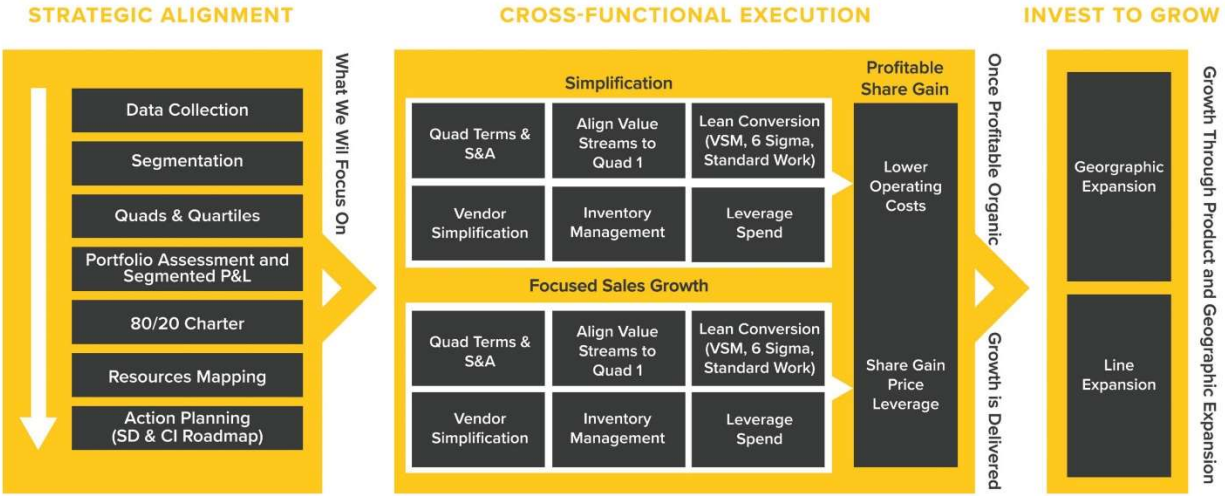 STRATEGIC ALIGNMENT
Data Collection
Segmentation
Quads & Quartiles
Portfolio Assessment and
Segmented P&L
80/20 Charter
Resources Mapping
Action Planning
(SD & CI Roadmap)
What We Wil Focus On
CROSS-FUNCTIONAL EXECUTION
Simplification
Quad Terms &
S&A
Align Value
Streams to
Quad 1
Lean Conversion
(VSM, 6 Sigma,
Standard Work)
Vendor
Simplification
Inventory
Management
Leverage
Spend
Focused Sales Growth
Quad Terms &
S&A
Align Value
Streams to
Quad 1
Lean Conversion
(VSM, 6 Sigma,
Standard Work)
Vendor
Simplification
Inventory
Management
Leverage
Spend
Profitable
Share Gain
Lower
Operating
Costs
Share Gain
Price
Leverage
Once Profitable Organic
Growth is Delivered
INVEST TO GROW
Georgraphic
Expansion
Line
Expansion
Growth Through Product and Geographic Expansion